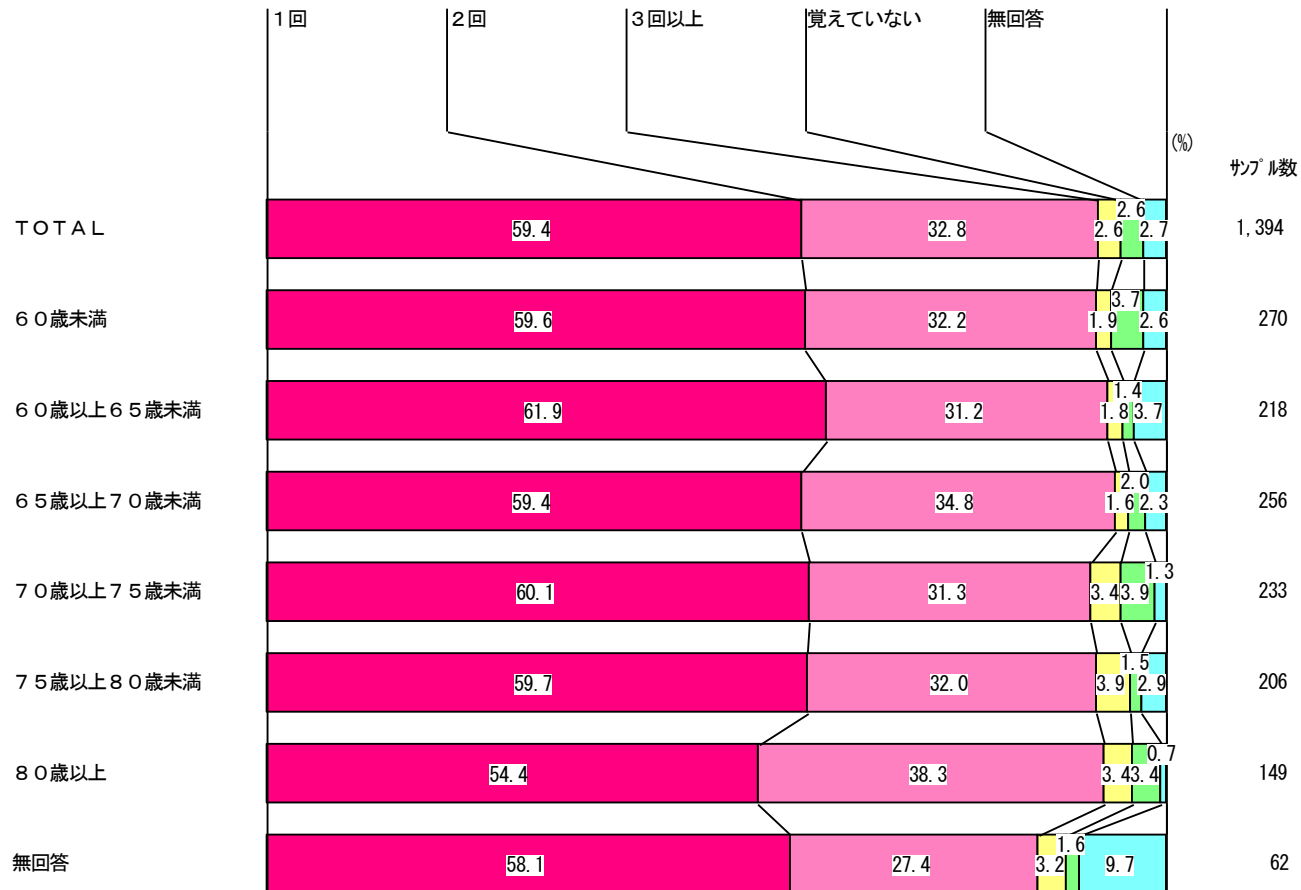 １回 ２回 ３回以上 覚えていない 無回答
(%)
ｻﾝﾌﾟﾙ数
ＴＯＴＡＬ 59.4 32.8 2.6 2.6 2.7 1,394
６０歳未満 59.6 32.2 1.9 3.7 2.6 270
６０歳以上６５歳未満 61.9 31.2 1.8 1.4 3.7 218
６５歳以上７０歳未満 59.4 34.8 1.6 2.0 2.3 256
７０歳以上７５歳未満 60.1 31.3 3.4 3.9 1.3 233
７５歳以上８０歳未満 59.7 32.0 3.9 1.5 2.9 206
８０歳以上 54.4 38.3 3.4 3.4 0.7 149
無回答 58.1 27.4 3.2 1.6 9.7 62